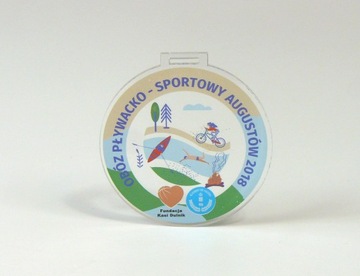 OBÓZ PŁYWACKO - SPORTOWY AUGUSTÓW 2018
Fundacja